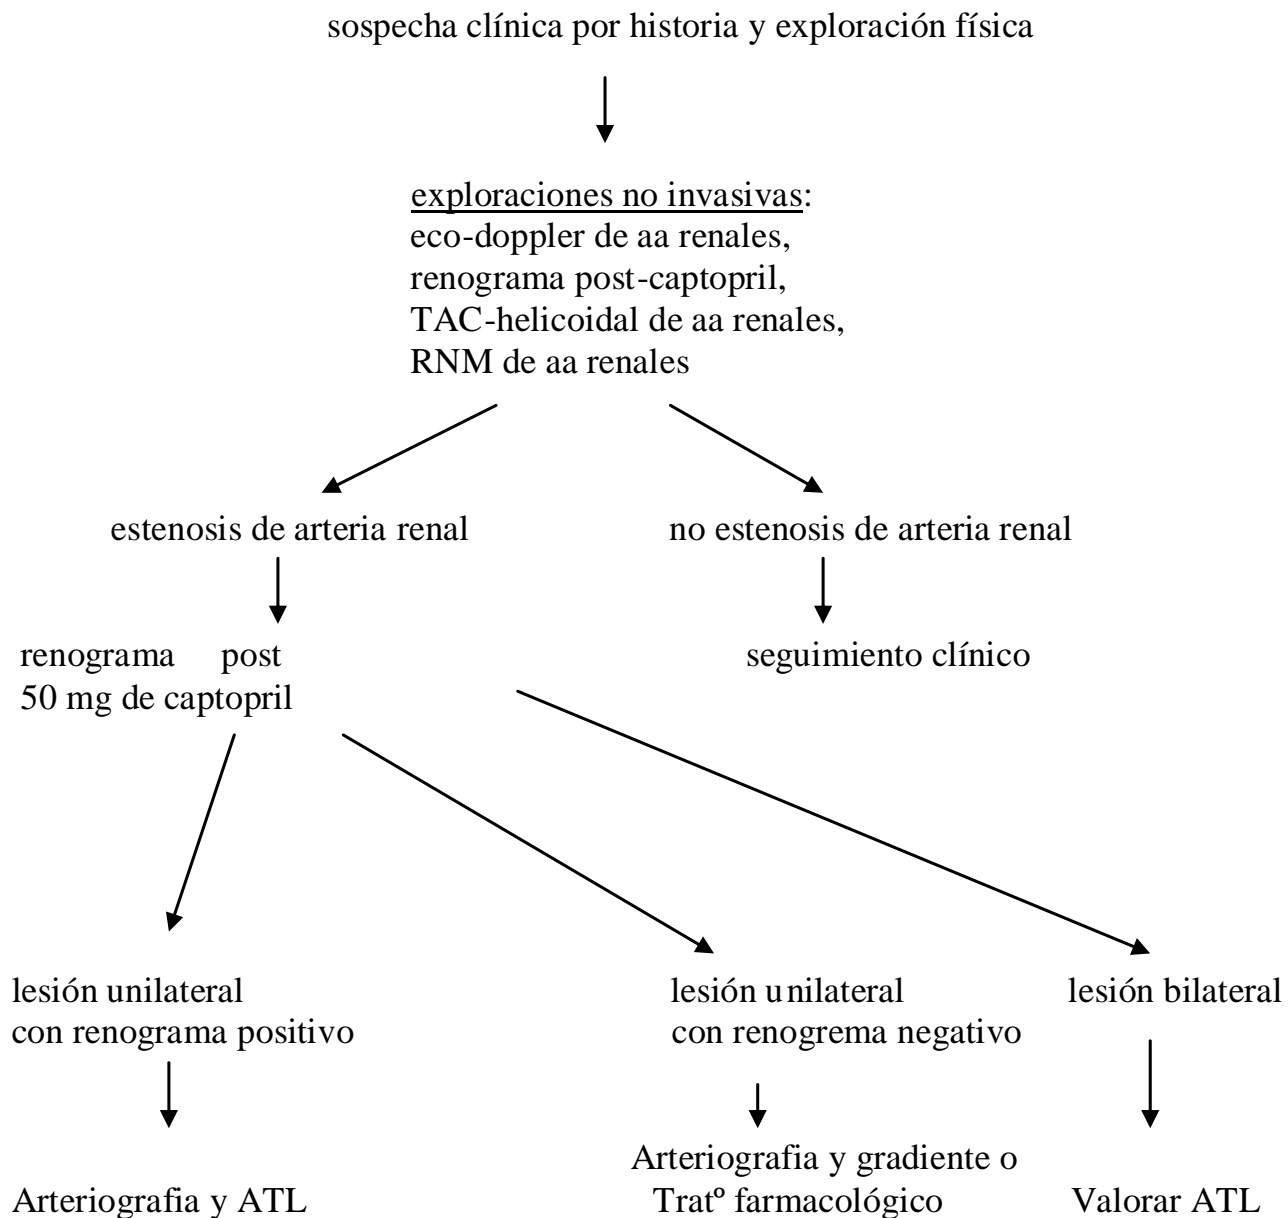 sospecha clínica por historia y exploración física
exploraciones no invasivas:
eco-doppler de aa renales,
renograma post-captopril,
TAC-helicoidal de aa renales,
RNM de aa renales
estenosis de arteria renal
no estenosis de arteria renal
renograma post
50 mg de captopril
seguimiento clínico
lesión unilateral
con renograma positivo
lesión unilateral
con renogrema negativo
lesión bilateral
Arteriografia y ATL
Arteriografia y gradiente o
Tratº farmacológico
Valorar ATL